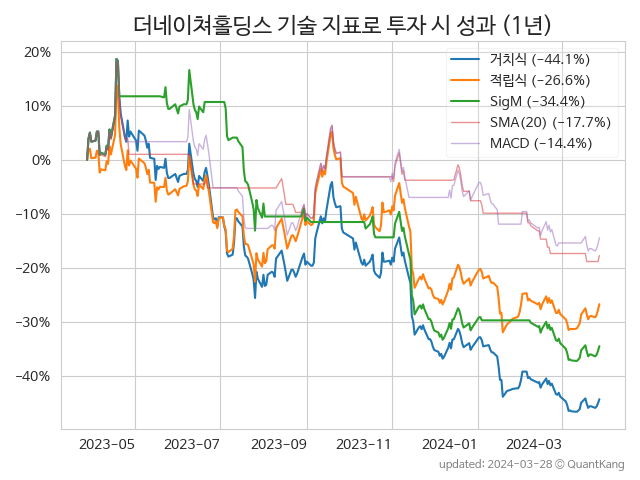 더네이쳐홀딩스 기술 지표로 투자 시 성과 (1년)
20%
10%
0%
−10%
−20%
−30%
−40%
거치식 (−44.1%)
적립식 (−26.6%)
SigM (−34.4%)
SMA(20) (−17.7%)
MACD (−14.4%)
2023-05 2023-07 2023-09 2023-11 2024-01 2024-03
updated: 2024-03-28 © QuantKang